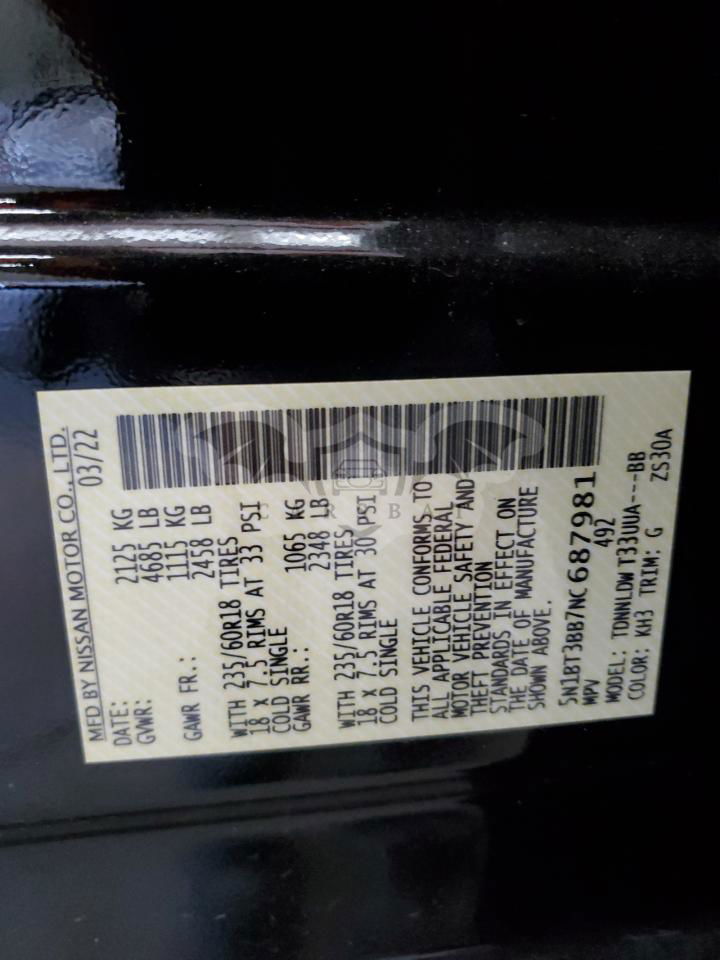 MFD BY NISSAN MOTOR CO., LTD.
DATE: 03/22
GVWR: 2125 KG
4685 LB
GAWR FR.: 1115 KG
2458 LB
WITH 235/60R18 TIRES
18 X 7.5 RIMS AT 33 PSI
COLD SINGLE
GAWR RR.: 1065 KG
2348 LB
WITH 235/60R18 TIRES
18 X 7.5 RIMS AT 30 PSI
COLD SINGLE
THIS VEHICLE CONFORMS TO
ALL APPLICABLE FEDERAL
MOTOR VEHICLE SAFETY AND
THEFT PREVENTION
STANDARDS IN EFFECT ON
THE DATE OF MANUFACTURE
SHOWN ABOVE.
5N1BT3BB7NC687981
MPV 492
MODEL: TDNNLDWT33UUA---BB
COLOR: KH3 TRIM: G ZS30A